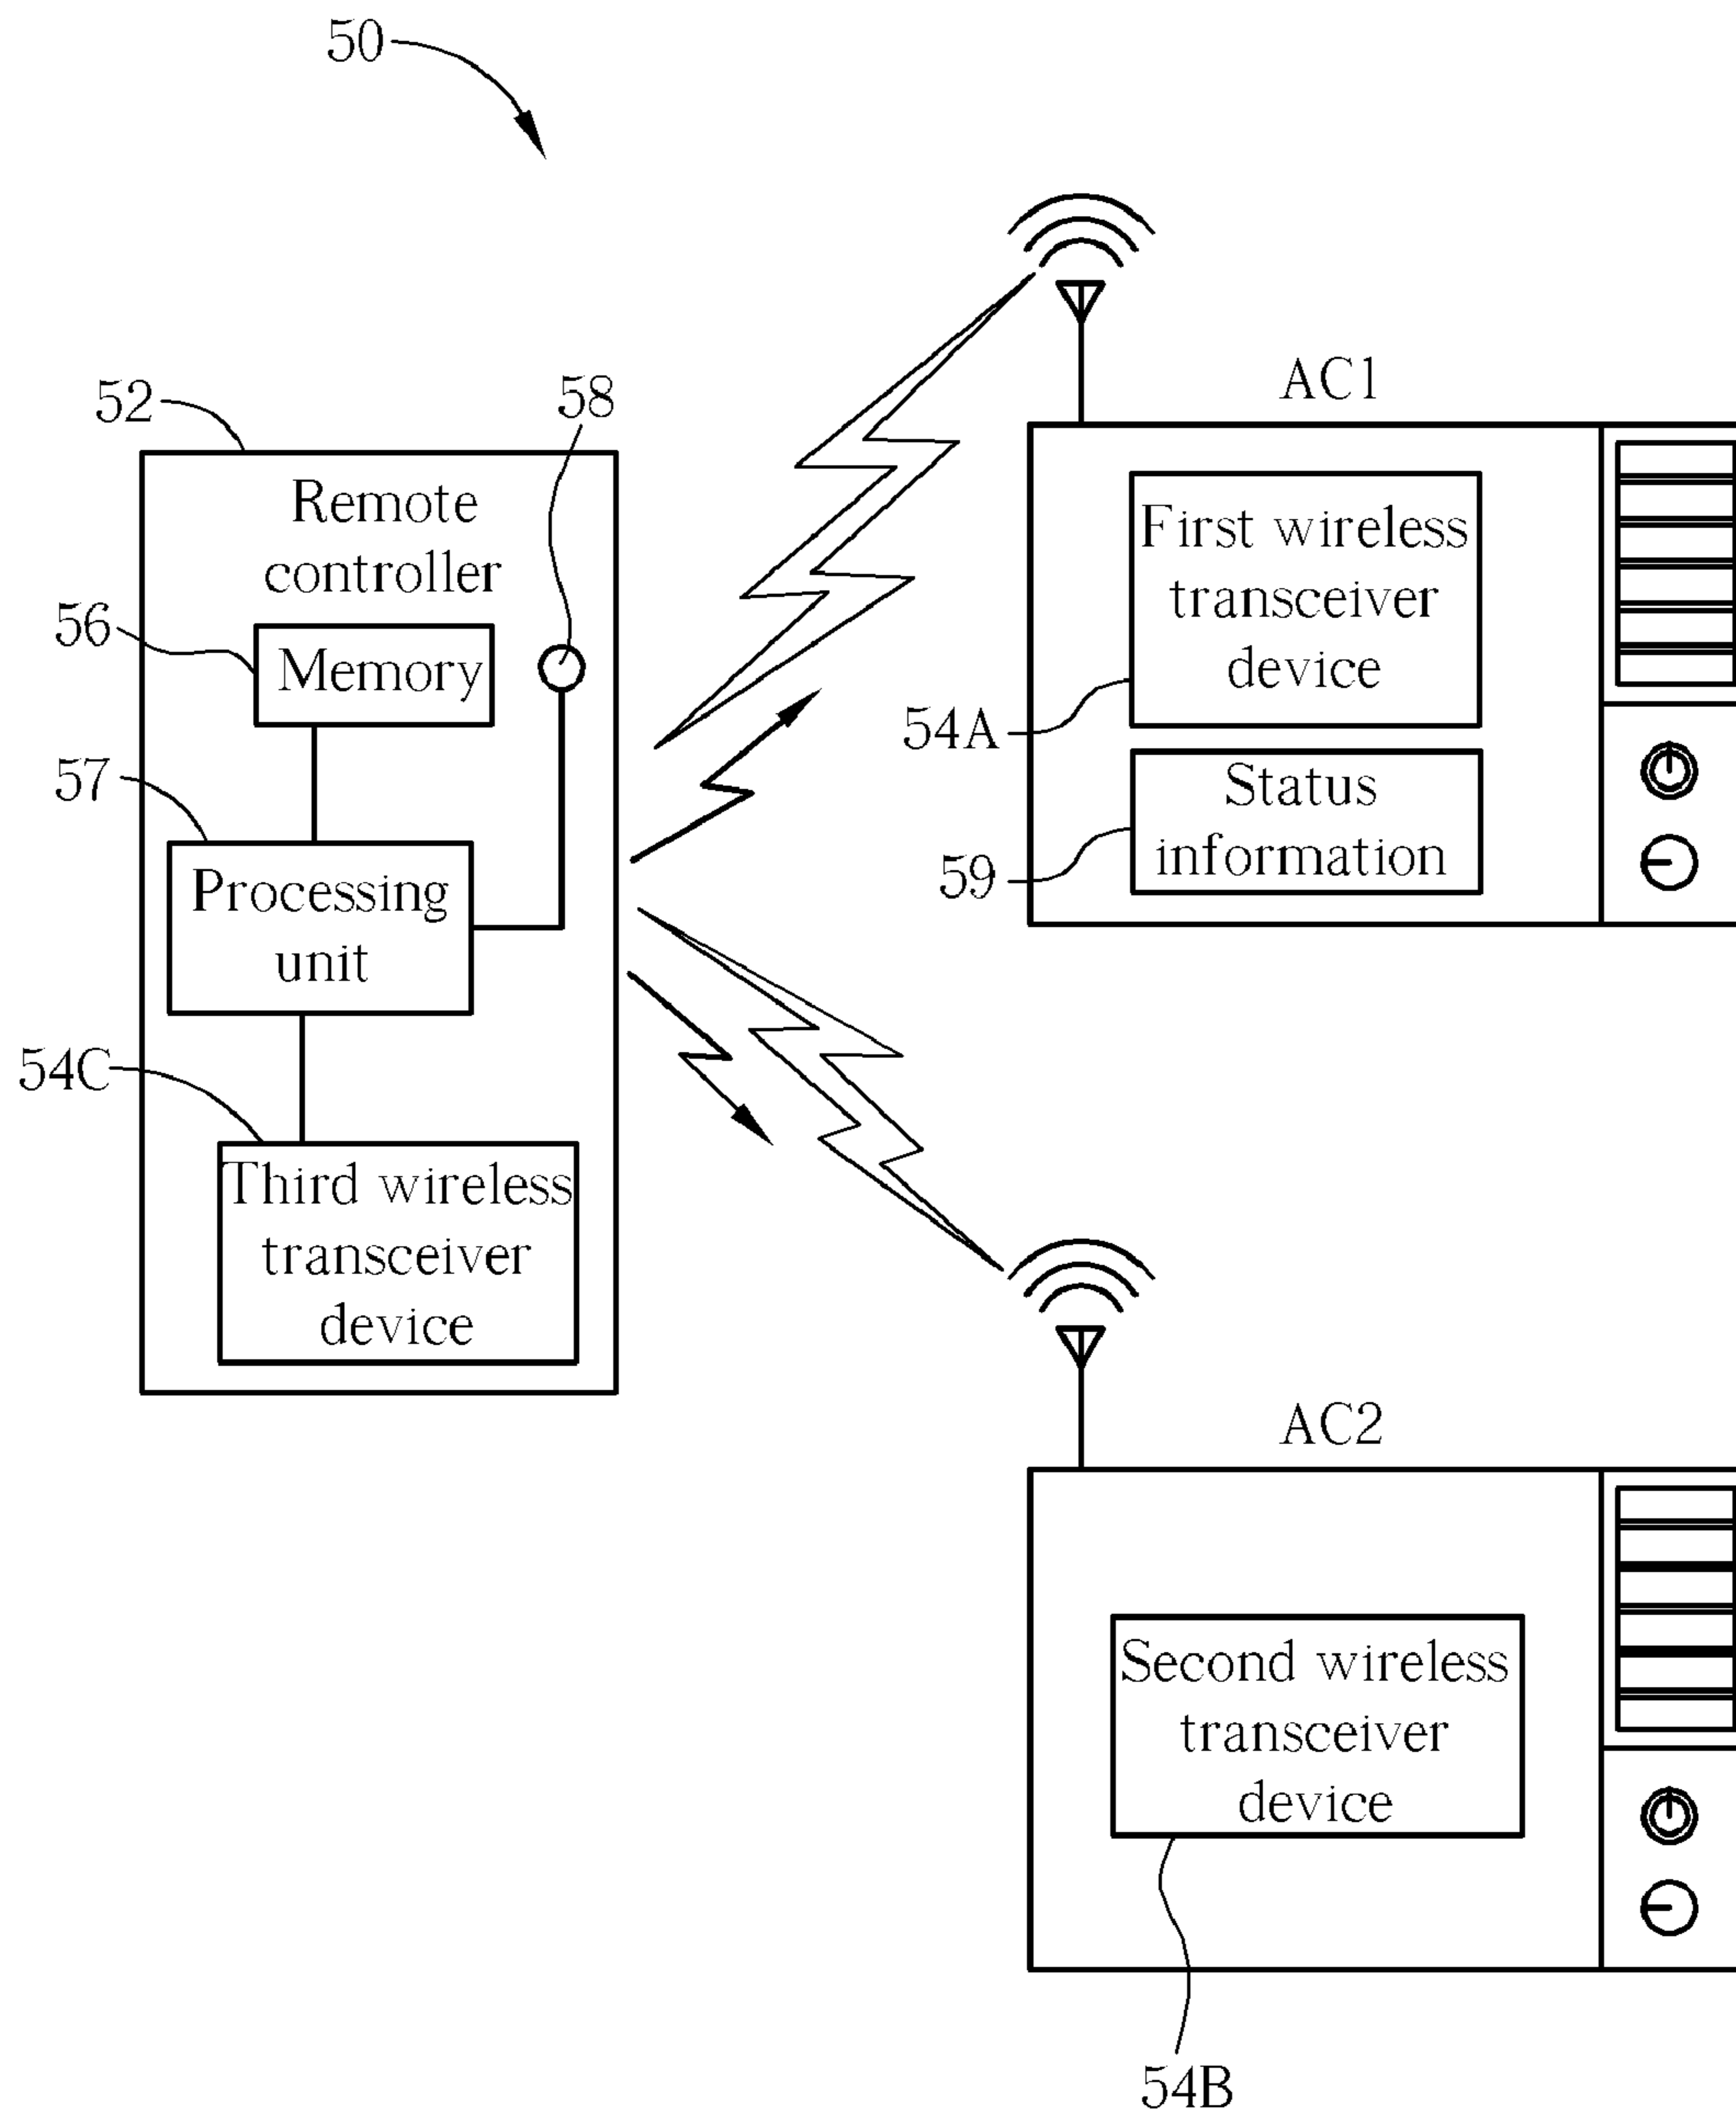 50
52
58
Remote
controller
56
Memory
57
Processing
unit
54C
Third wireless
transceiver
device
AC1
First wireless
transceiver
device
54A
Status
information
59
AC2
Second wireless
transceiver
device
54B